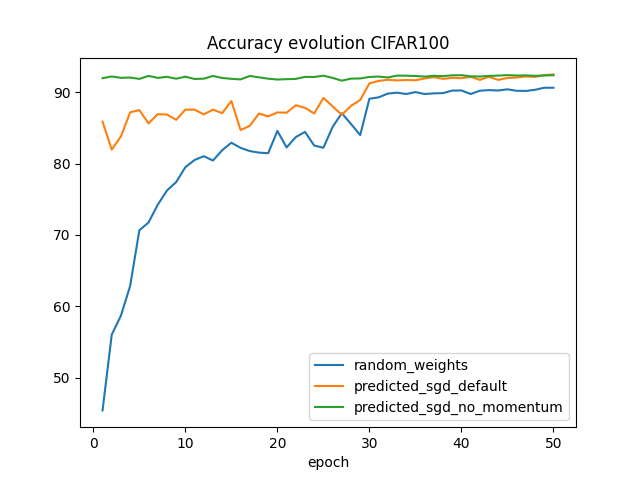 Accuracy evolution CIFAR100
90
80
70
60
50
random_weights
predicted_sgd_default
predicted_sgd_no_momentum
0 10 20 30 40 50
epoch